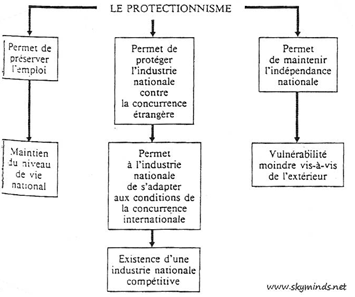 LE PROTECTIONNISME
Permet de
préserver
l'emploi
Maintien
du niveau
de vie
national
Permet
de protéger
l'industrie
nationale
contre
la concurrence
étrangère
Permet
à l'industrie
nationale
de s'adapter
aux conditions
de la concurrence
internationale
Existence d'une
industrie nationale
compétitive
Permet
de maintenir
l'indépendance
nationale
Vulnérabilité
moindre vis-à-vis
de l'extérieur
www.skyminds.net